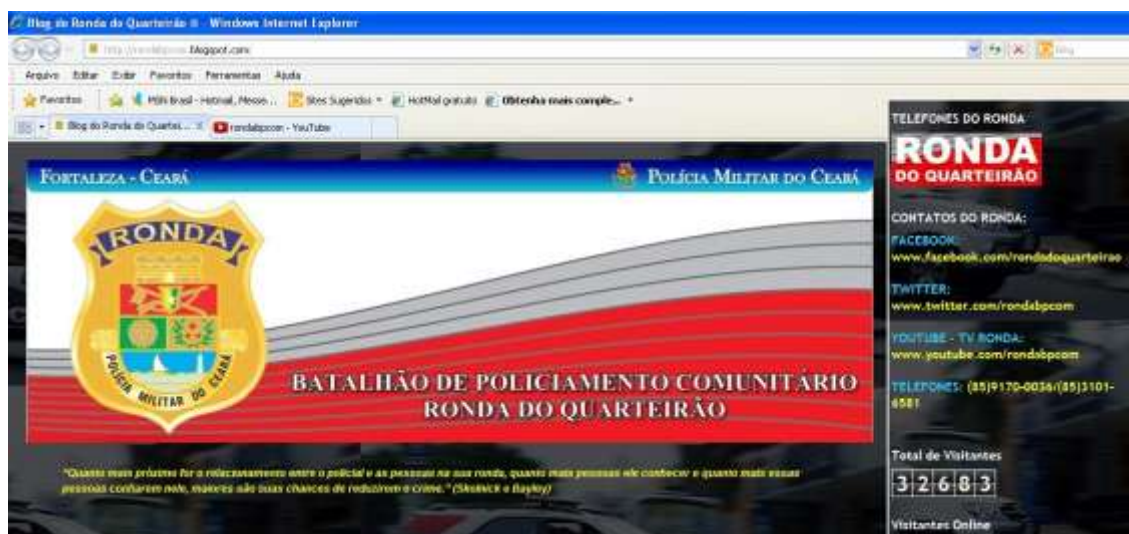 Blog do Ronda do Quarteirão ® - Windows Internet Explorer
blogspot.com
Arquivo Editar Exibir Favoritos Ferramentas Ajuda
Favoritos MSN Brasil - Hotmail, Messe... Sites Sugeridos HotMail gratuito Obtenha mais comple...
Blog do Ronda do Quartei... rondabpcom - YouTube
FORTALEZA - CEARÁ
POLÍCIA MILITAR DO CEARÁ
RONDA
POLÍCIA MILITAR DO CEARÁ
BATALHÃO DE POLICIAMENTO COMUNITÁRIO
RONDA DO QUARTEIRÃO
"Quanto mais próximo for o relacionamento entre o policial e as pessoas na sua ronda, quanto mais pessoas ele conhecer e quanto mais essas
pessoas confiarem nele, maiores são suas chances de reduzirem o crime." (Skolnick e Bayley)
TELEFONES DO RONDA
RONDA
DO QUARTEIRÃO
CONTATOS DO RONDA:
FACEBOOK:
www.facebook.com/rondadoquarteirao
TWITTER:
www.twitter.com/rondabpcom
YOUTUBE - TV RONDA:
www.youtube.com/rondabpcom
TELEFONES: (85)9170-0036/(85)3101-
6581
Total de Visitantes
32683
Visitantes Online